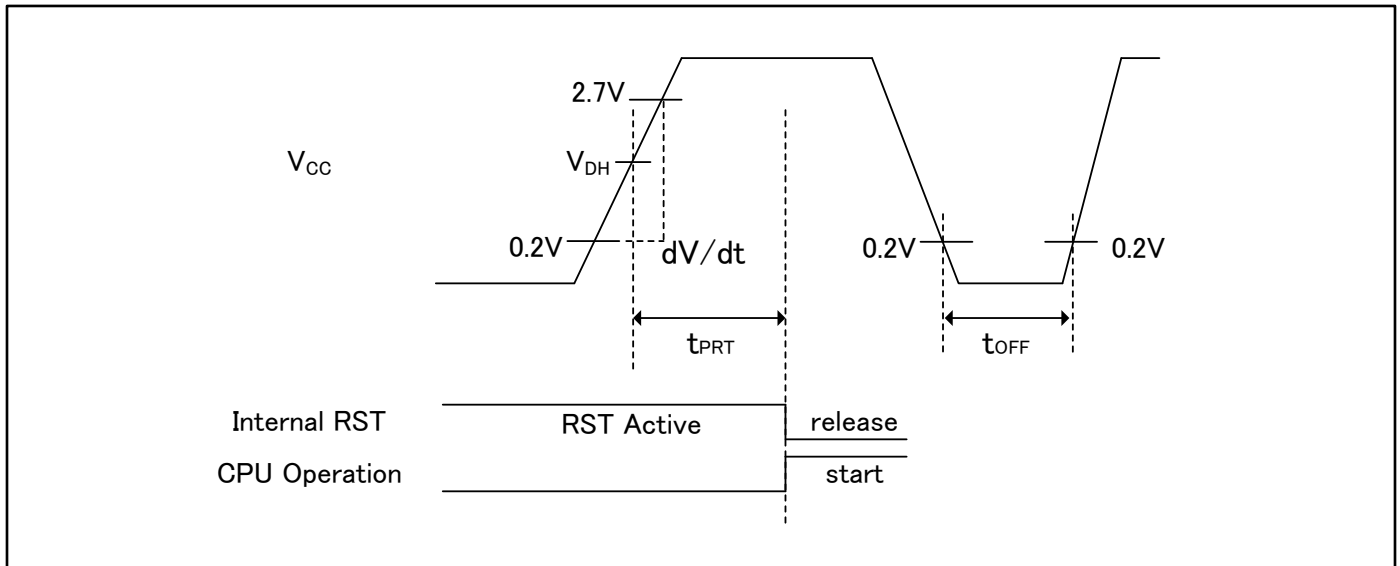 2.7V
VCC
VDH
0.2V
dV/dt
0.2V
0.2V
tPRT
tOFF
Internal RST
RST Active
release
CPU Operation
start